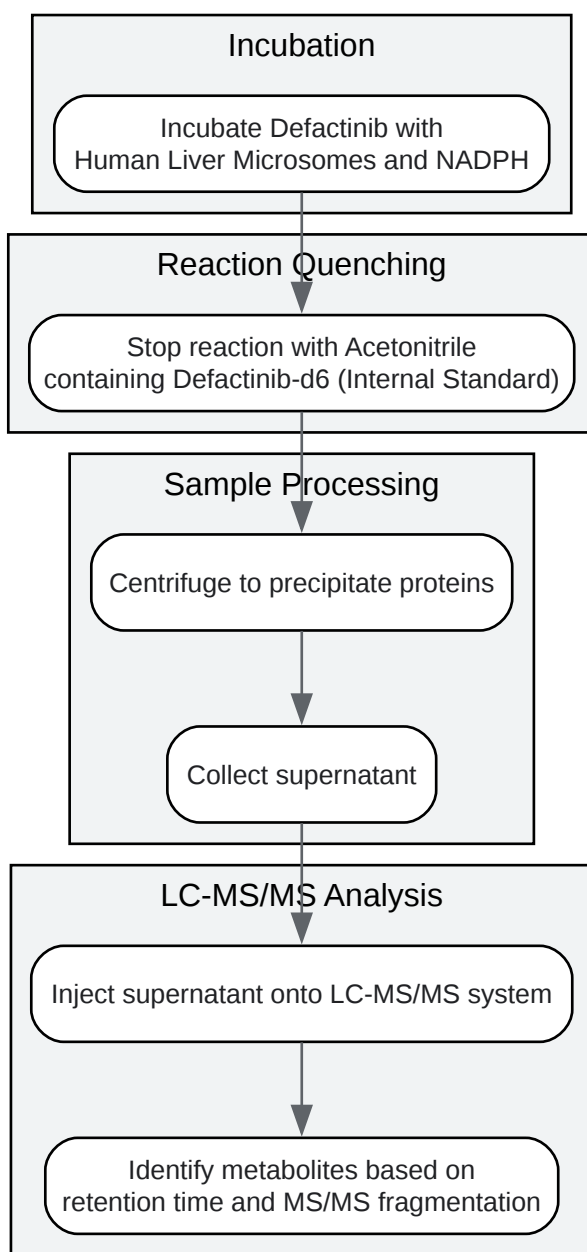 Incubation
Incubate Defactinib with
Human Liver Microsomes and NADPH
Reaction Quenching
Stop reaction with Acetonitrile
containing Defactinib-d6 (Internal Standard)
Sample Processing
Centrifuge to precipitate proteins
Collect supernatant
LC-MS/MS Analysis
Inject supernatant onto LC-MS/MS system
Identify metabolites based on
retention time and MS/MS fragmentation